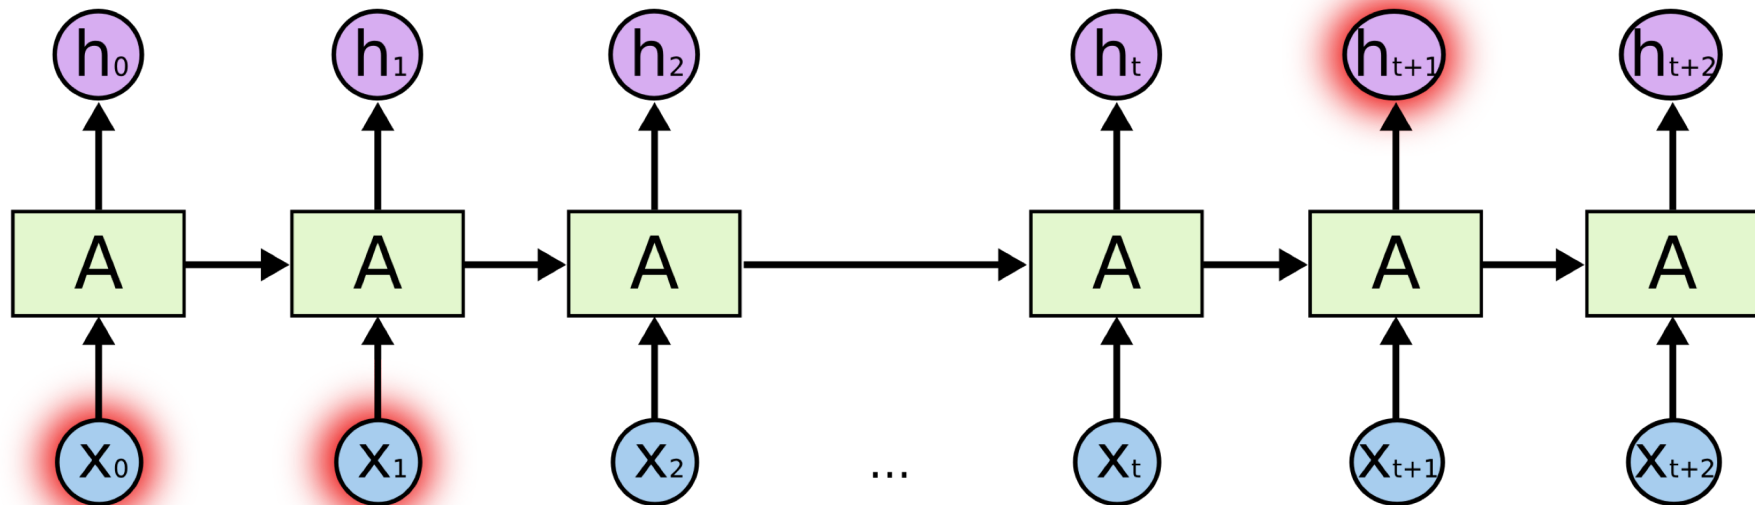 h0 h1 h2 ht ht+1 ht+2
A A A A A A
x0 x1 x2 ... xt xt+1 xt+2